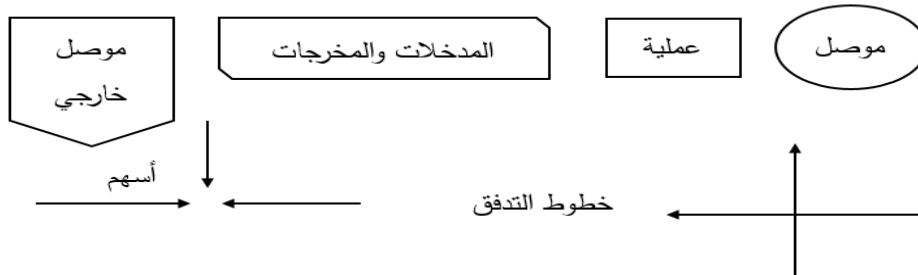 موصل
عملية
المدخلات والمخرجات
موصل
خارجي
خطوط التدفق
أسهم